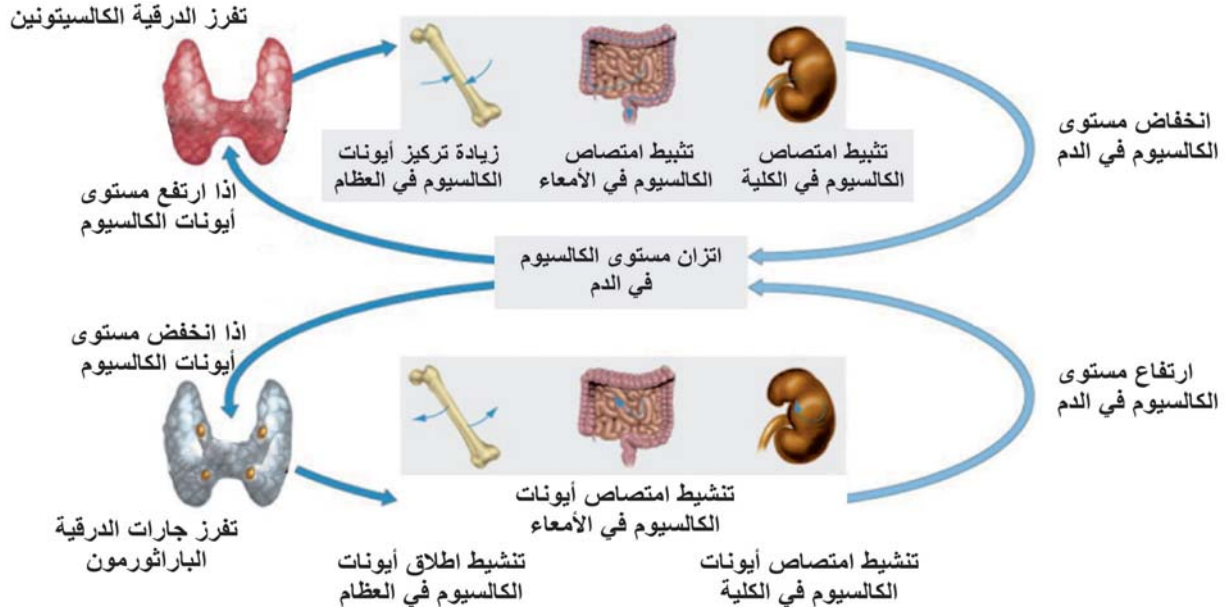 تفرز الدرقية الكالسيتونين
زيادة تركيز أيونات
الكالسيوم في العظام
تثبيط امتصاص
الكالسيوم في الأمعاء
تثبيط امتصاص
الكالسيوم في الكلية
انخفاض مستوى
الكالسيوم في الدم
اذا ارتفع مستوى
أيونات الكالسيوم
اتزان مستوى الكالسيوم
في الدم
اذا انخفض مستوى
أيونات الكالسيوم
ارتفاع مستوى
الكالسيوم في الدم
تفرز جارات الدرقية
الباراثورمون
تنشيط امتصاص أيونات
الكالسيوم في الأمعاء
تنشيط اطلاق أيونات
الكالسيوم في العظام
تنشيط امتصاص أيونات
الكالسيوم في الكلية